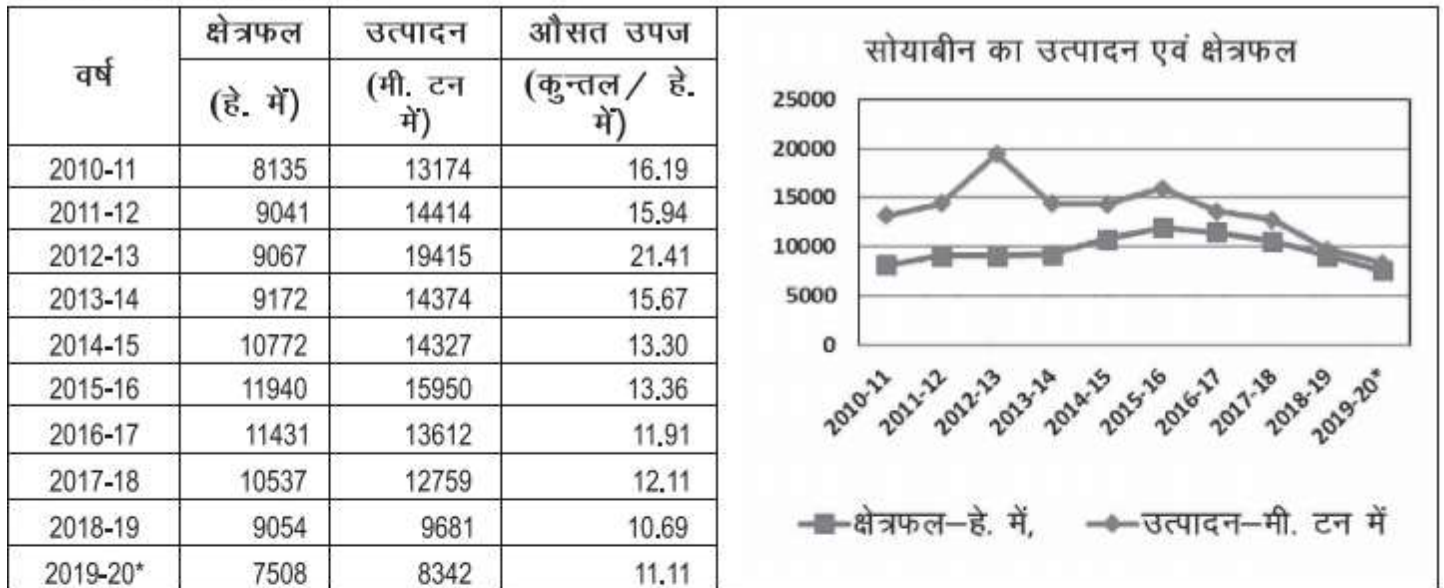 वर्ष क्षेत्रफल उत्पादन औसत उपज
(हे. में) (मी. टन में) (कुन्तल / हे. में)
2010-11 8135 13174 16.19
2011-12 9041 14414 15.94
2012-13 9067 19415 21.41
2013-14 9172 14374 15.67
2014-15 10772 14327 13.30
2015-16 11940 15950 13.36
2016-17 11431 13612 11.91
2017-18 10537 12759 12.11
2018-19 9054 9681 10.69
2019-20* 7508 8342 11.11
सोयाबीन का उत्पादन एवं क्षेत्रफल
25000
20000
15000
10000
5000
0
2010-11 2011-12 2012-13 2013-14 2014-15 2015-16 2016-17 2017-18 2018-19 2019-20*
क्षेत्रफल–हे. में, उत्पादन–मी. टन में